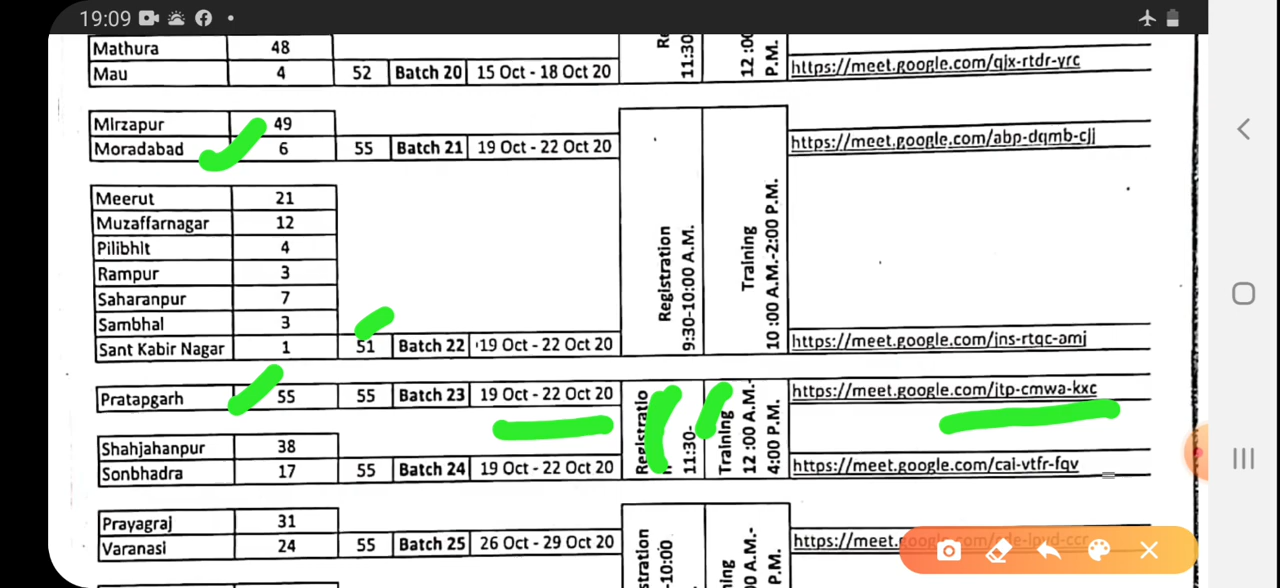 19:09
Mathura 48 Re 11:30 12 :00 P.M.
Mau 4 52 Batch 20 15 Oct - 18 Oct 20 https://meet.google.com/qjx-rtdr-yrc
Mirzapur 49
Moradabad 6 55 Batch 21 19 Oct - 22 Oct 20 https://meet.google.com/abp-dqmb-cjj
Meerut 21
Muzaffarnagar 12
Pilibhit 4
Rampur 3
Saharanpur 7
Sambhal 3
Sant Kabir Nagar 1 51 Batch 22 19 Oct - 22 Oct 20 https://meet.google.com/jns-rtqc-amj
Registration
9:30-10:00 A.M.
Training
10 :00 A.M.-2:00 P.M.
Pratapgarh 55 55 Batch 23 19 Oct - 22 Oct 20 https://meet.google.com/jtp-cmwa-kxc
Shahjahanpur 38
Sonbhadra 17 55 Batch 24 19 Oct - 22 Oct 20 https://meet.google.com/cai-vtfr-fqv
Registratio
11:30-
Training
12 :00 A.M.-
4:00 P.M.
Prayagraj 31
Varanasi 24 55 Batch 25 26 Oct - 29 Oct 20 https://meet.